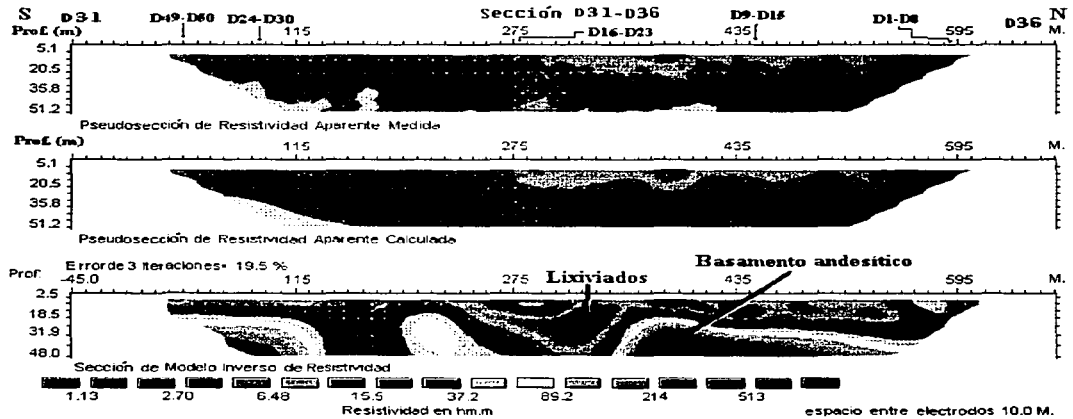 S D31 D49-D50 D24-D30 Sección D31-D36 D9-D15 D1-D8 D36 N
Prof. (m) 115 275 D16-D23 435 595 M.
5.1
20.5
35.8
51.2
Pseudosección de Resistividad Aparente Medida
Prof. (m) 115 275 435 595 M.
5.1
20.5
35.8
51.2
Pseudosección de Resistividad Aparente Calculada
Prof. Error de 3 iteraciones= 19.5 %
-45.0 115 275 Lixiviados Basamento andesítico 435 595 M.
2.5
18.5
31.9
48.0
Sección de Modelo Inverso de Resistividad
1.13 2.70 6.48 15.5 37.2 89.2 214 513
Resistividad en hm.m espacio entre electrodos 10.0 M.